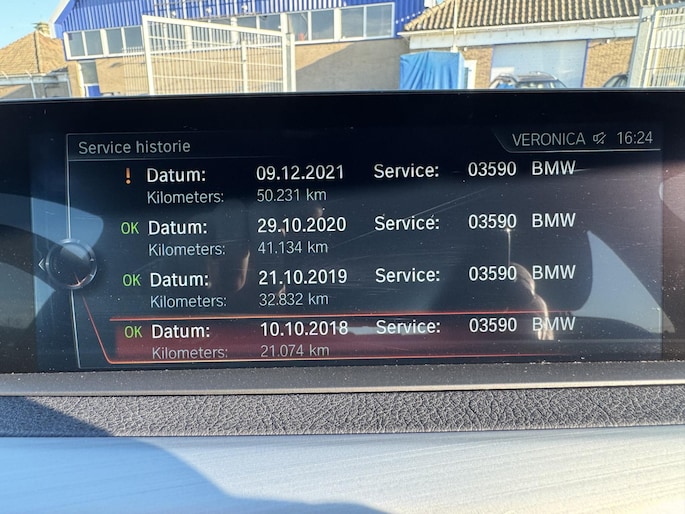 Service historie VERONICA 16:24
! Datum: 09.12.2021 Service: 03590 BMW
Kilometers: 50.231 km
OK Datum: 29.10.2020 Service: 03590 BMW
Kilometers: 41.134 km
OK Datum: 21.10.2019 Service: 03590 BMW
Kilometers: 32.832 km
OK Datum: 10.10.2018 Service: 03590 BMW
Kilometers: 21.074 km